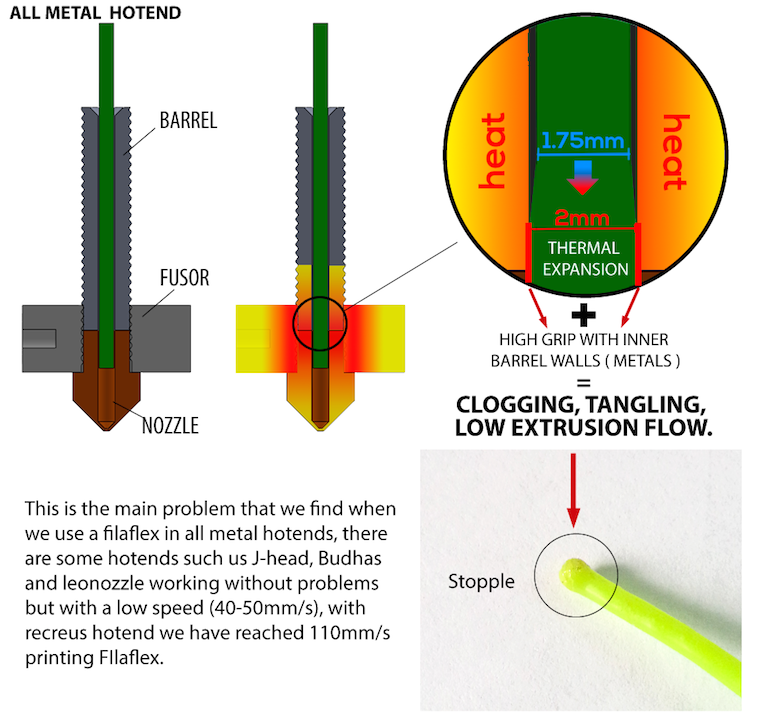 ALL METAL HOTEND
BARREL
FUSOR
NOZZLE
heat
heat
1.75mm
2mm
THERMAL
EXPANSION
+
HIGH GRIP WITH INNER
BARREL WALLS ( METALS )
=
CLOGGING, TANGLING,
LOW EXTRUSION FLOW.
This is the main problem that we find when
we use a filaflex in all metal hotends, there
are some hotends such us J-head, Budhas
and leonozzle working without problems
but with a low speed (40-50mm/s), with
recreus hotend we have reached 110mm/s
printing FIlaflex.
Stopple